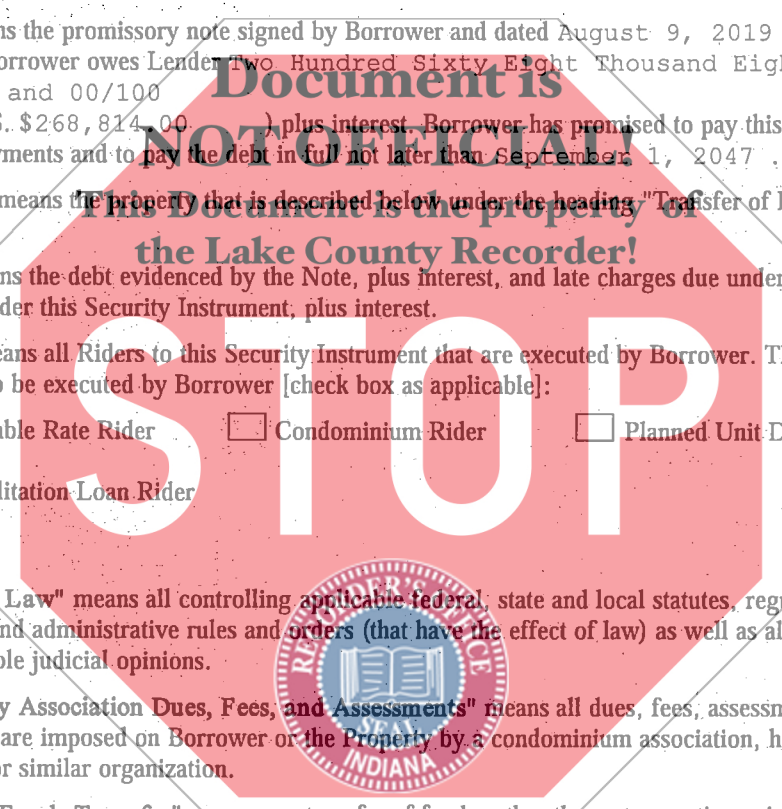 ns the promissory note signed by Borrower and dated August 9, 2019
orrower owes Lender Two Hundred Sixty Eight Thousand Eigh
Document is
and 00/100
S. $268,814.00 ) plus interest. Borrower has promised to pay this
NOT OFFICIAL!
yments and to pay the debt in full not later than September 1, 2047 .
means the property that is described below under the heading "Transfer of
This Document is the property of
the Lake County Recorder!
ns the debt evidenced by the Note, plus interest, and late charges due under
der this Security Instrument, plus interest.
eans all Riders to this Security Instrument that are executed by Borrower. T
o be executed by Borrower [check box as applicable]:
STOP
able Rate Rider Condominium Rider Planned Unit D
litation Loan Rider
Law" means all controlling applicable federal, state and local statutes, reg
nd administrative rules and orders (that have the effect of law) as well as al
ble judicial opinions.
RECORDER'S OFFICE
SEAL
INDIANA
y Association Dues, Fees, and Assessments" means all dues, fees, assessm
are imposed on Borrower or the Property by a condominium association, h
or similar organization.